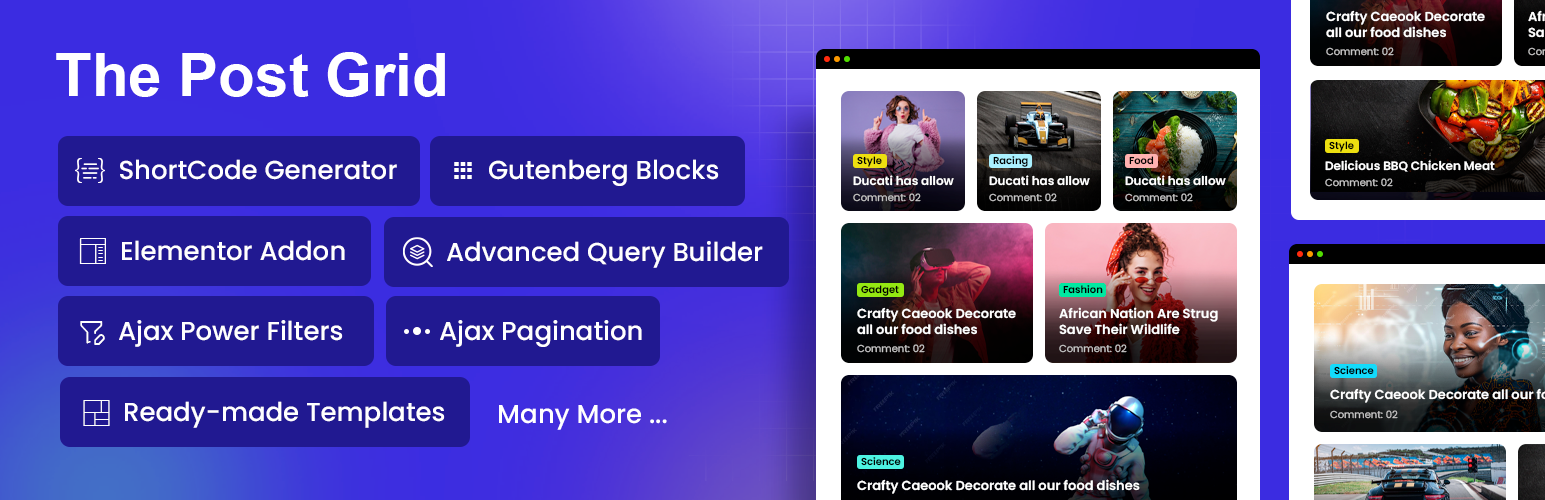 The Post Grid
ShortCode Generator
Gutenberg Blocks
Elementor Addon
Advanced Query Builder
Ajax Power Filters
Ajax Pagination
Ready-made Templates
Many More ...
Style
Ducati has allow
Comment: 02
Racing
Ducati has allow
Comment: 02
Food
Ducati has allow
Comment: 02
Gadget
Crafty Caeook Decorate
all our food dishes
Comment: 02
Fashion
African Nation Are Strug
Save Their Wildlife
Comment: 02
Science
Crafty Caeook Decorate all our food dishes
Crafty Caeook Decorate
all our food dishes
Comment: 02
Afr
Sa
Com
Style
Delicious BBQ Chicken Meat
Comment: 02
Science
Crafty Caeook Decorate all our fo
Comment: 02